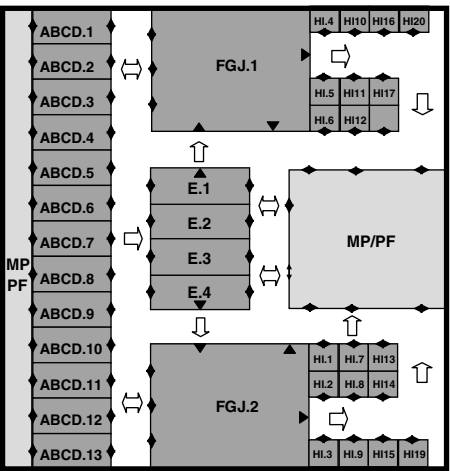 MP
PF
ABCD.1
ABCD.2
ABCD.3
ABCD.4
ABCD.5
ABCD.6
ABCD.7
ABCD.8
ABCD.9
ABCD.10
ABCD.11
ABCD.12
ABCD.13
FGJ.1
HI.4 HI10 HI16 HI20
HI.5 HI11 HI17
HI.6 HI12
E.1
E.2
E.3
E.4
MP/PF
FGJ.2
HI.1 HI.7 HI13
HI.2 HI.8 HI14
HI.3 HI.9 HI15 HI19